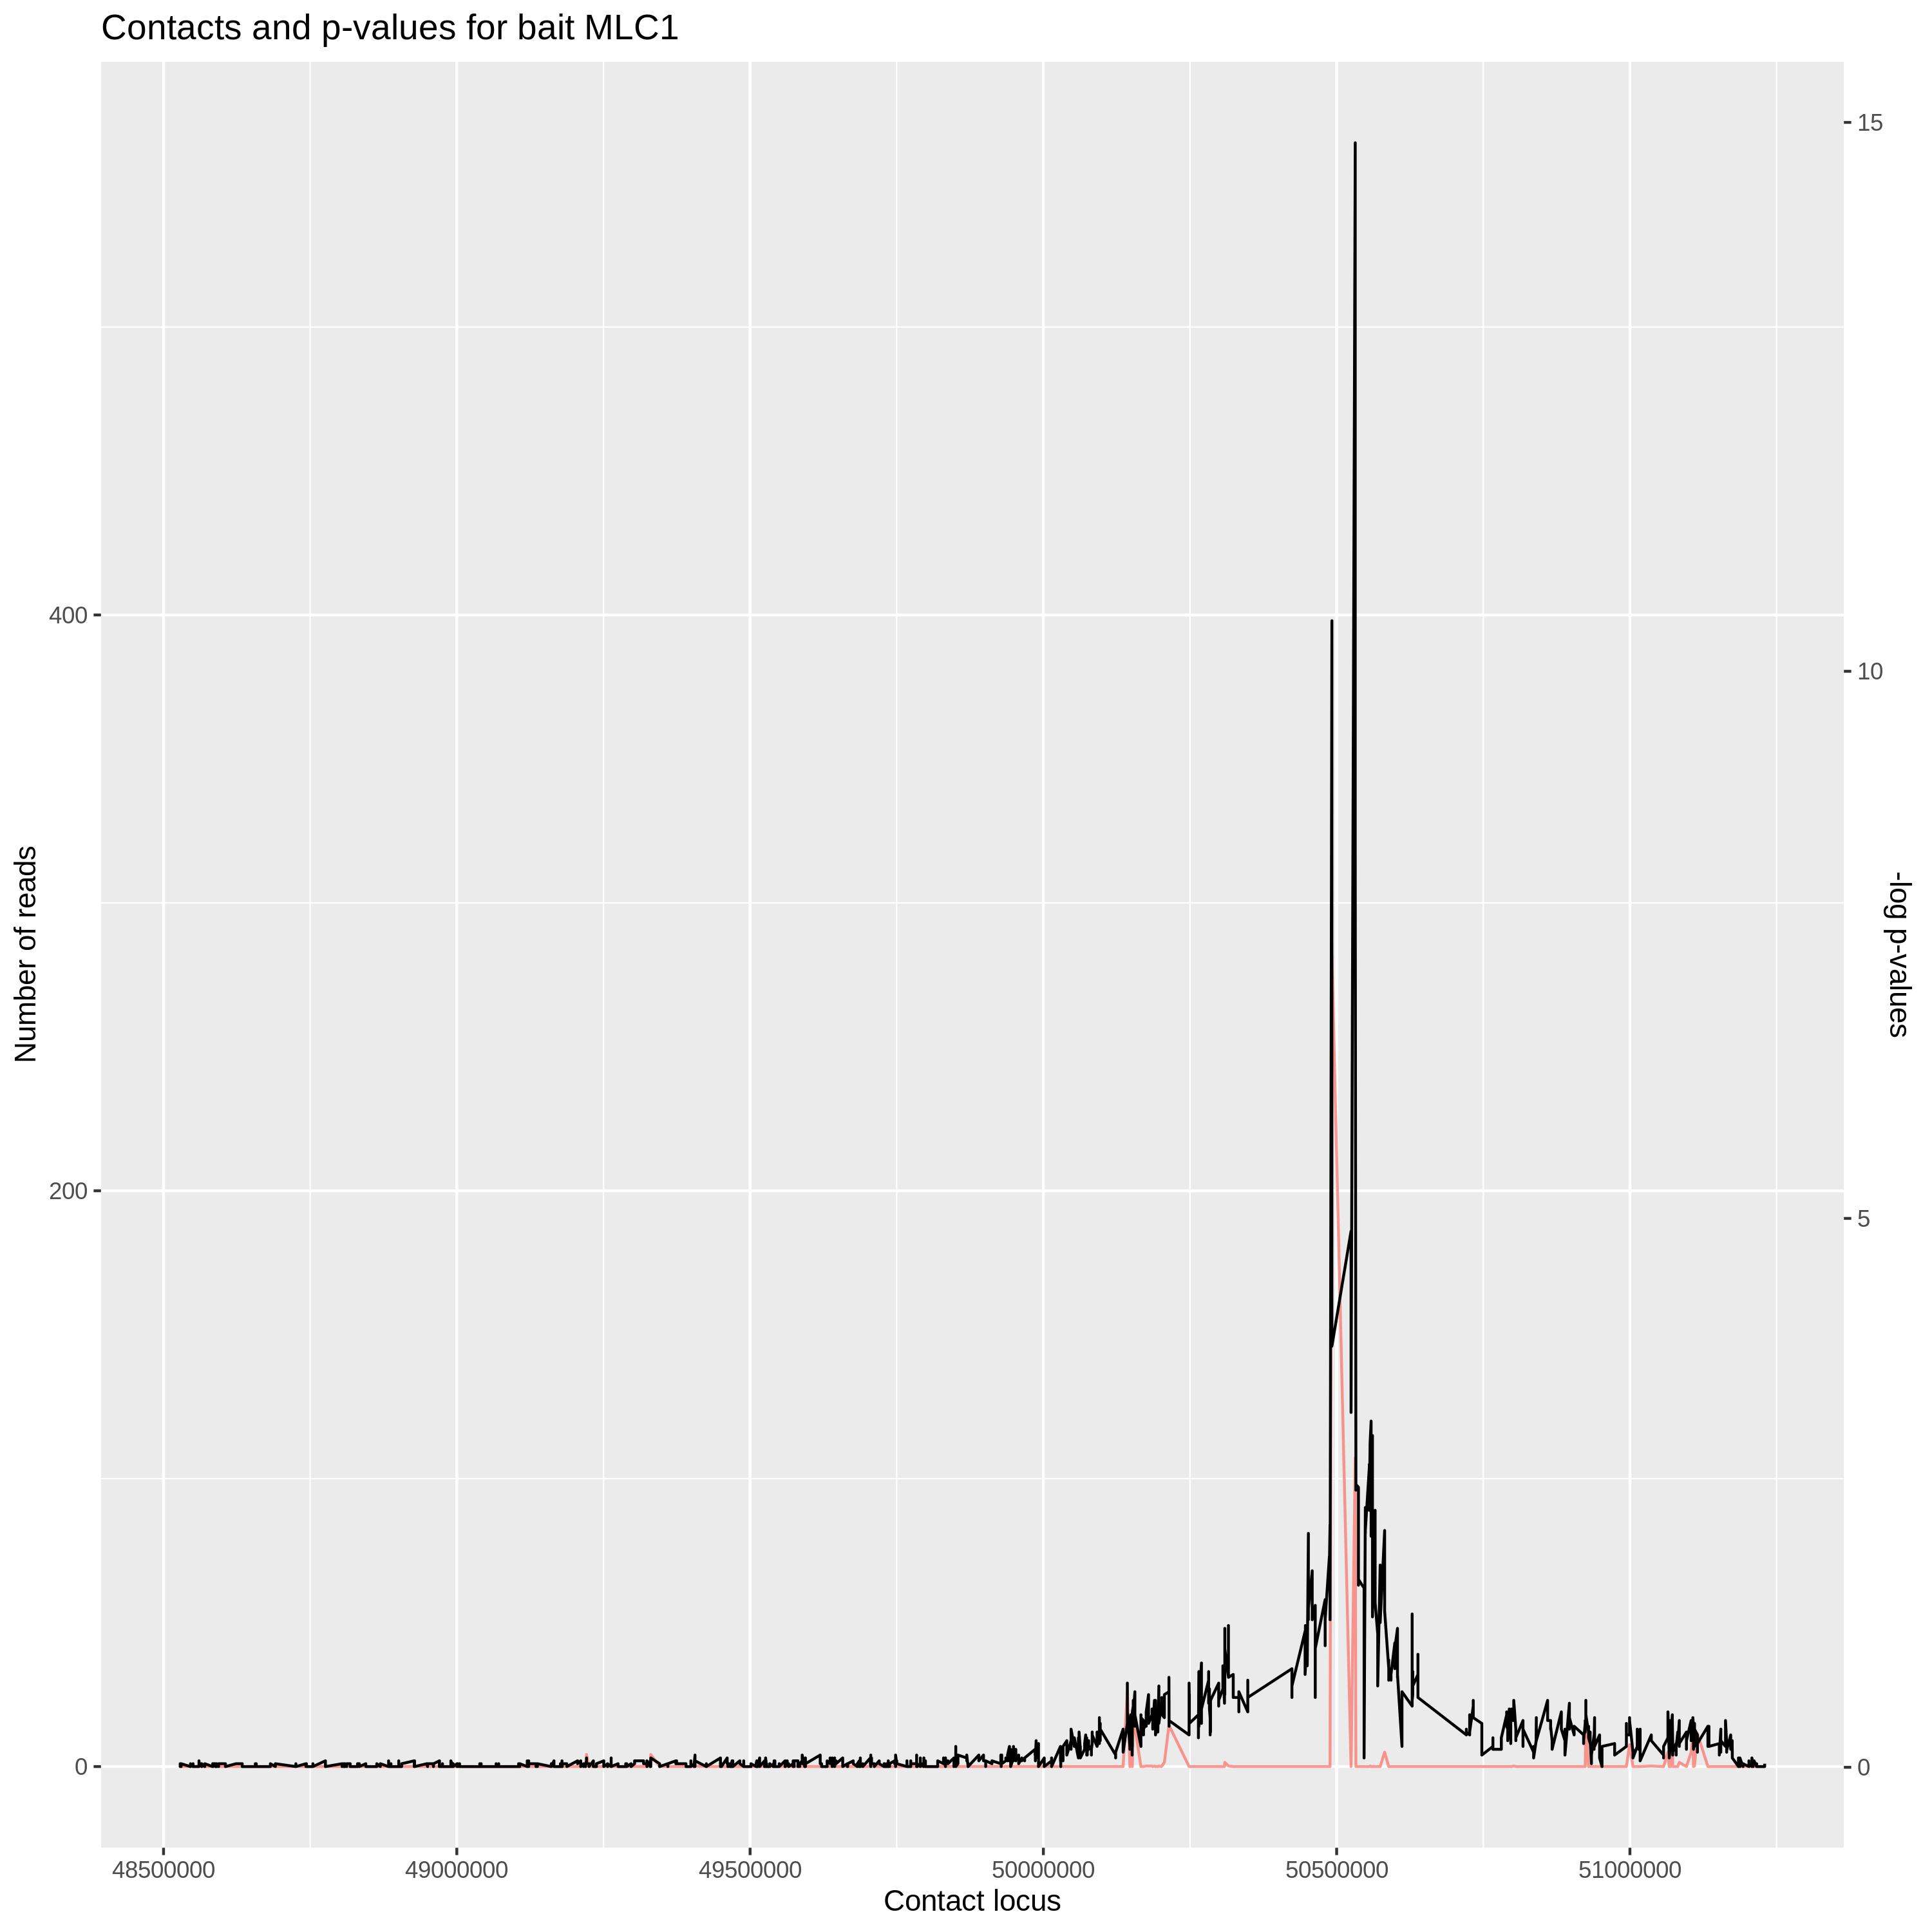 Contacts and p-values for bait MLC1
15
10
5
0
400
200
0
Number of reads
-log p-values
48500000 49000000 49500000 50000000 50500000 51000000
Contact locus